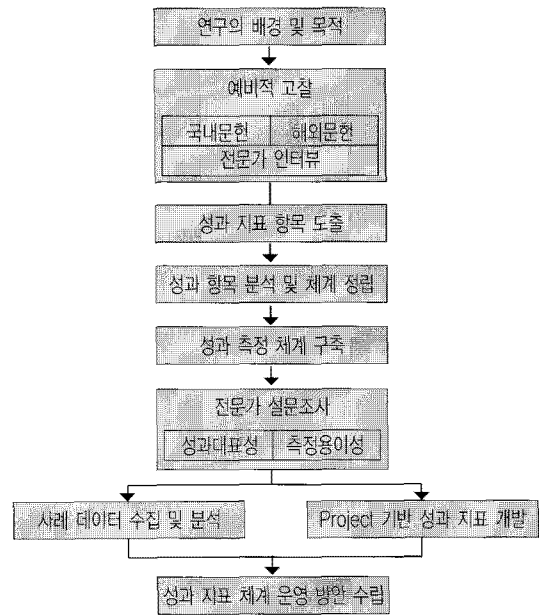 연구의 배경 및 목적
예비적 고찰
국내문헌 해외문헌
전문가 인터뷰
성과 지표 항목 도출
성과 항목 분석 및 체계 정립
성과 측정 체계 구축
전문가 설문조사
성과대표성 측정용이성
사례 데이터 수집 및 분석 Project 기반 성과 지표 개발
성과 지표 체계 운영 방안 수립